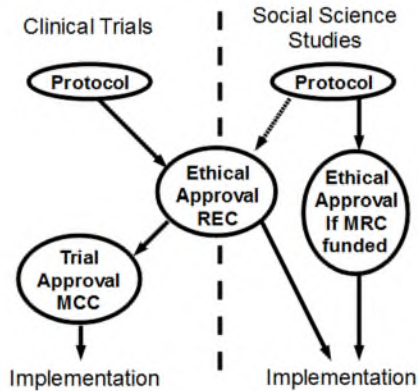 Clinical Trials
Social Science
Studies
Protocol
Protocol
Ethical
Approval
REC
Ethical
Approval
If MRC
funded
Trial
Approval
MCC
Implementation
Implementation